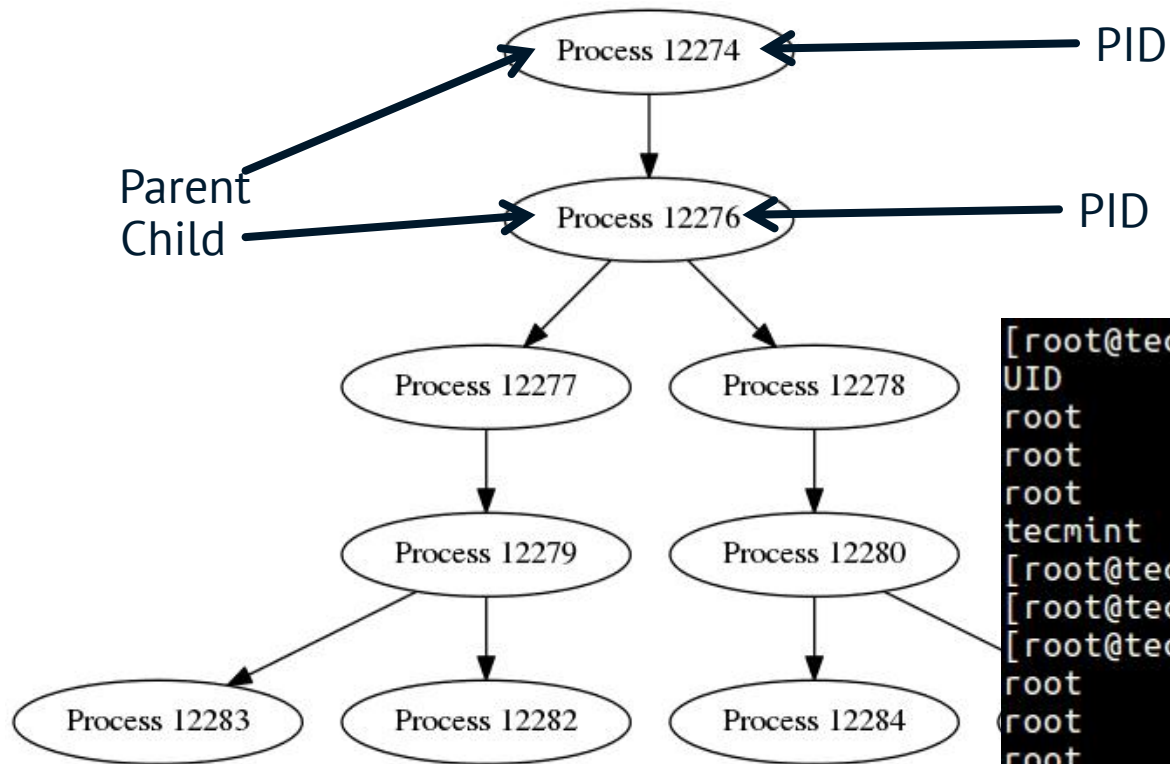 Process 12274
PID
Parent
Child
Process 12276
PID
Process 12277
Process 12278
Process 12279
Process 12280
Process 12283
Process 12282
Process 12284
[root@tec
UID
root
root
root
tecmint
[root@tec
[root@tec
[root@tec
root
root
root